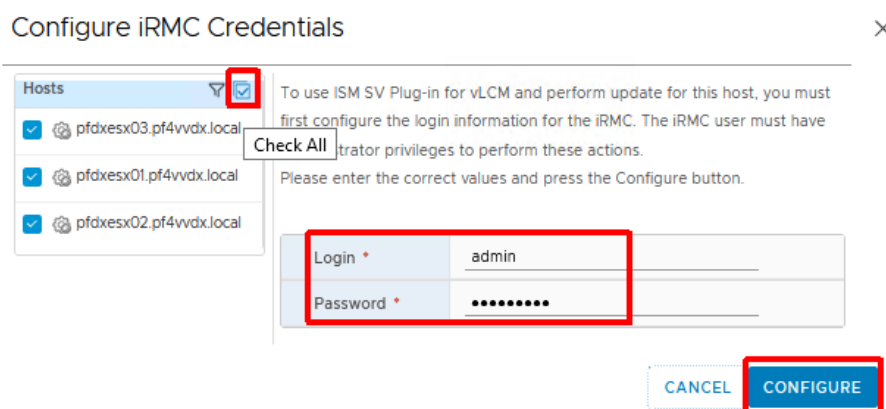 Configure iRMC Credentials
Hosts
pfdxesx03.pf4vvdx.local
pfdxesx01.pf4vvdx.local
pfdxesx02.pf4vvdx.local
Check All
To use ISM SV Plug-in for vLCM and perform update for this host, you must
first configure the login information for the iRMC. The iRMC user must have
trator privileges to perform these actions.
Please enter the correct values and press the Configure button.
Login * admin
Password * •••••••••
CANCEL CONFIGURE